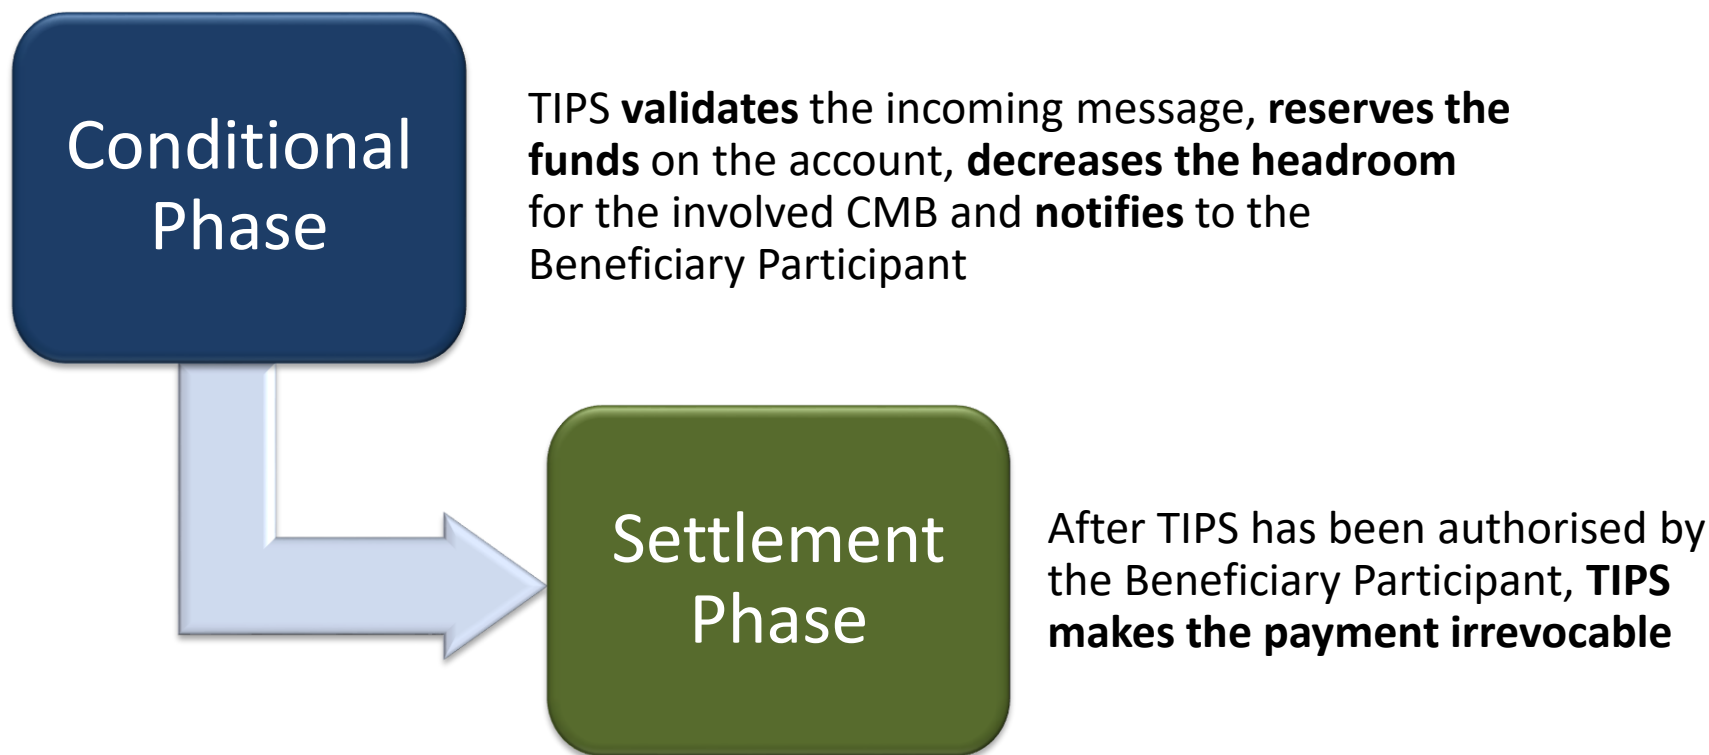 Conditional
Phase
TIPS validates the incoming message, reserves the
funds on the account, decreases the headroom
for the involved CMB and notifies to the
Beneficiary Participant
Settlement
Phase
After TIPS has been authorised by
the Beneficiary Participant, TIPS
makes the payment irrevocable